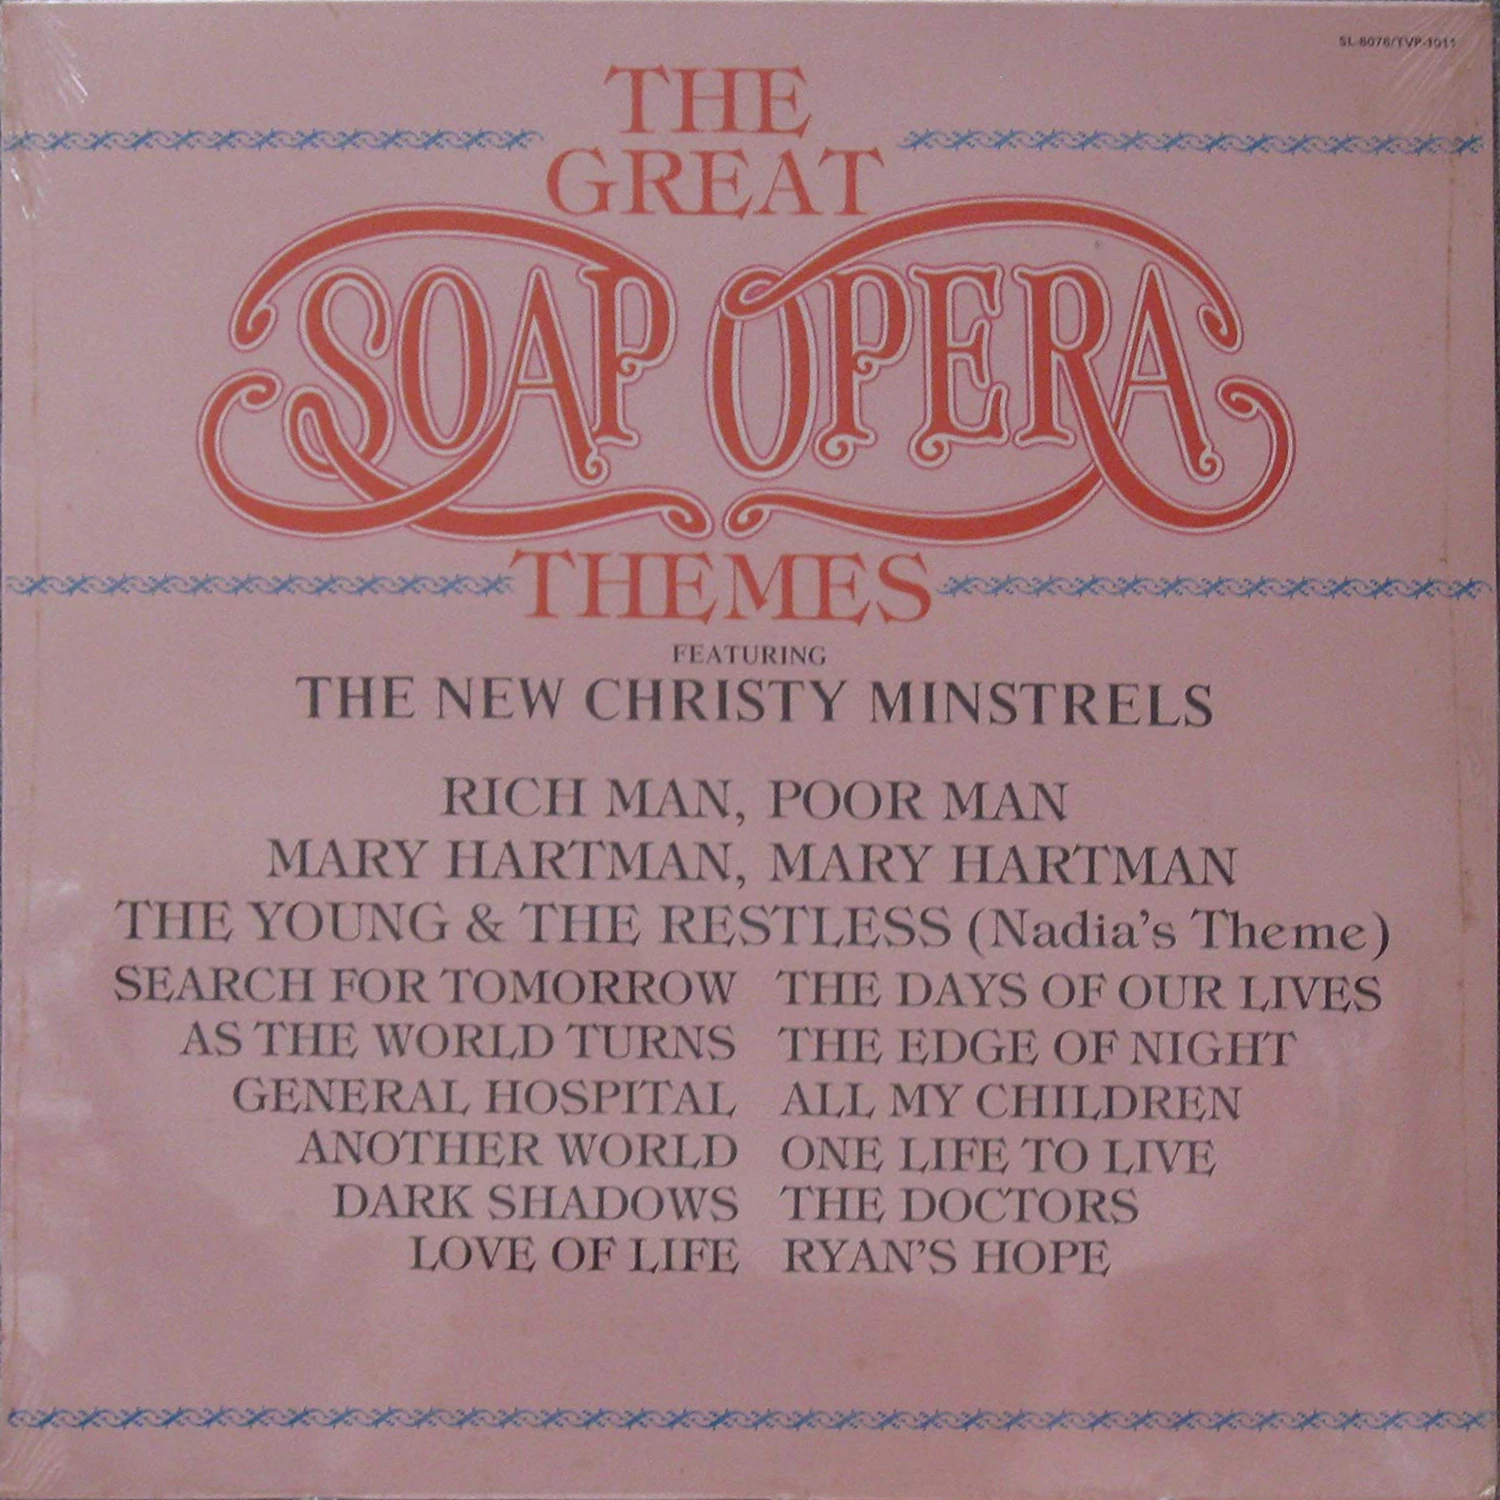 SL-8076/TVP-1011
THE
GREAT
SOAP OPERA
THEMES
FEATURING
THE NEW CHRISTY MINSTRELS
RICH MAN, POOR MAN
MARY HARTMAN, MARY HARTMAN
THE YOUNG & THE RESTLESS (Nadia's Theme)
SEARCH FOR TOMORROW THE DAYS OF OUR LIVES
AS THE WORLD TURNS THE EDGE OF NIGHT
GENERAL HOSPITAL ALL MY CHILDREN
ANOTHER WORLD ONE LIFE TO LIVE
DARK SHADOWS THE DOCTORS
LOVE OF LIFE RYAN'S HOPE